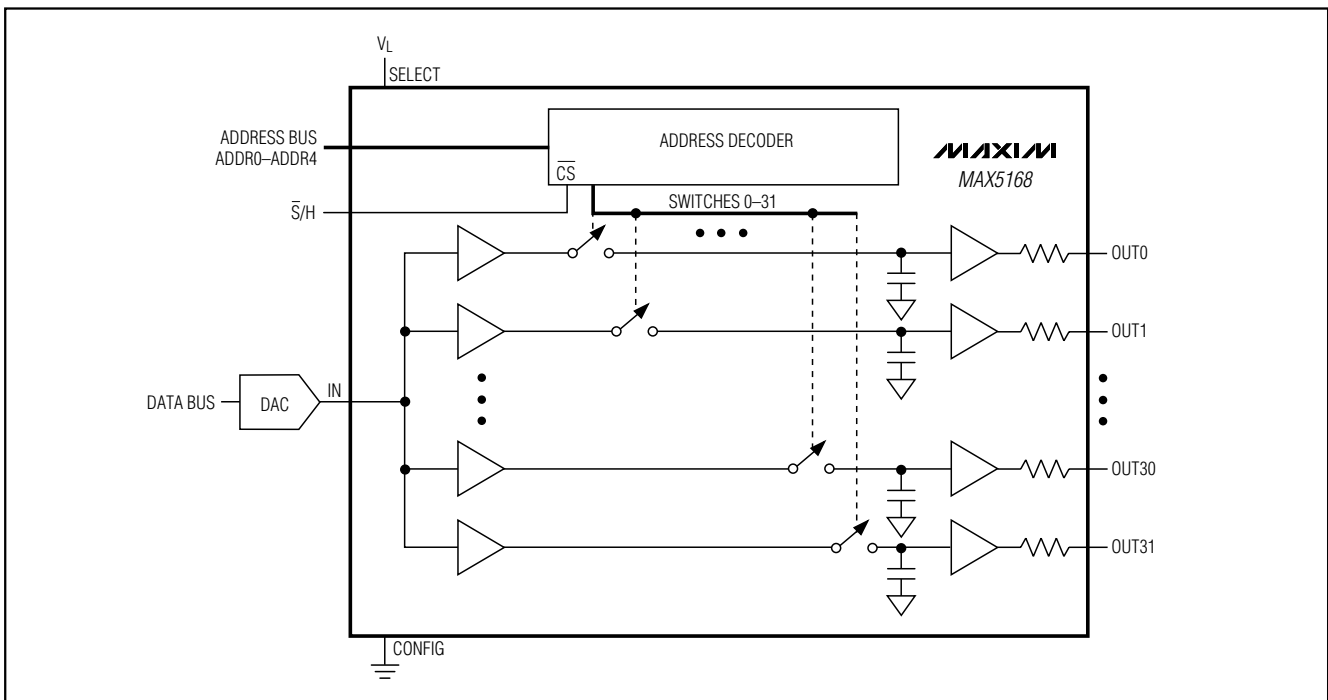 VL
SELECT
ADDRESS BUS
ADDR0–ADDR4
ADDRESS DECODER
CS
MAXIM
MAX5168
S/H
SWITCHES 0–31
OUT0
OUT1
DATA BUS
DAC
IN
OUT30
OUT31
CONFIG